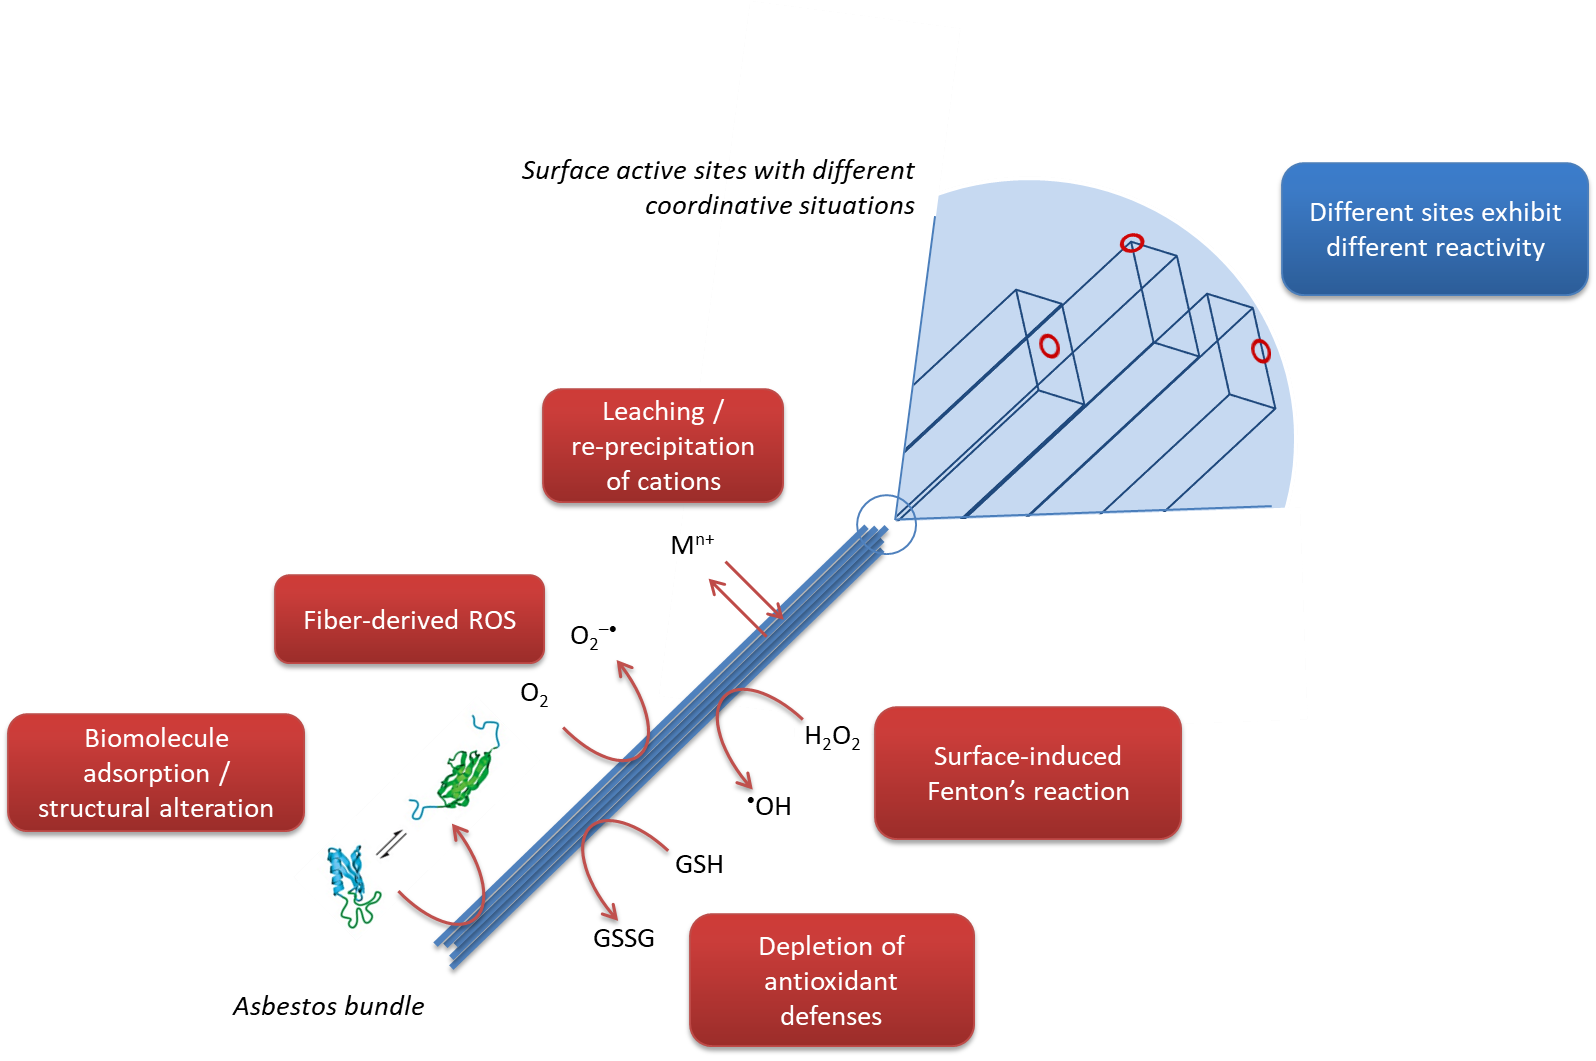 Surface active sites with different
coordinative situations
Different sites exhibit
different reactivity
Leaching /
re-precipitation
of cations
Mⁿ⁺
Fiber-derived ROS
O₂⁻•
O₂
Biomolecule
adsorption /
structural alteration
H₂O₂
Surface-induced
Fenton’s reaction
•OH
GSH
GSSG
Depletion of
antioxidant
defenses
Asbestos bundle